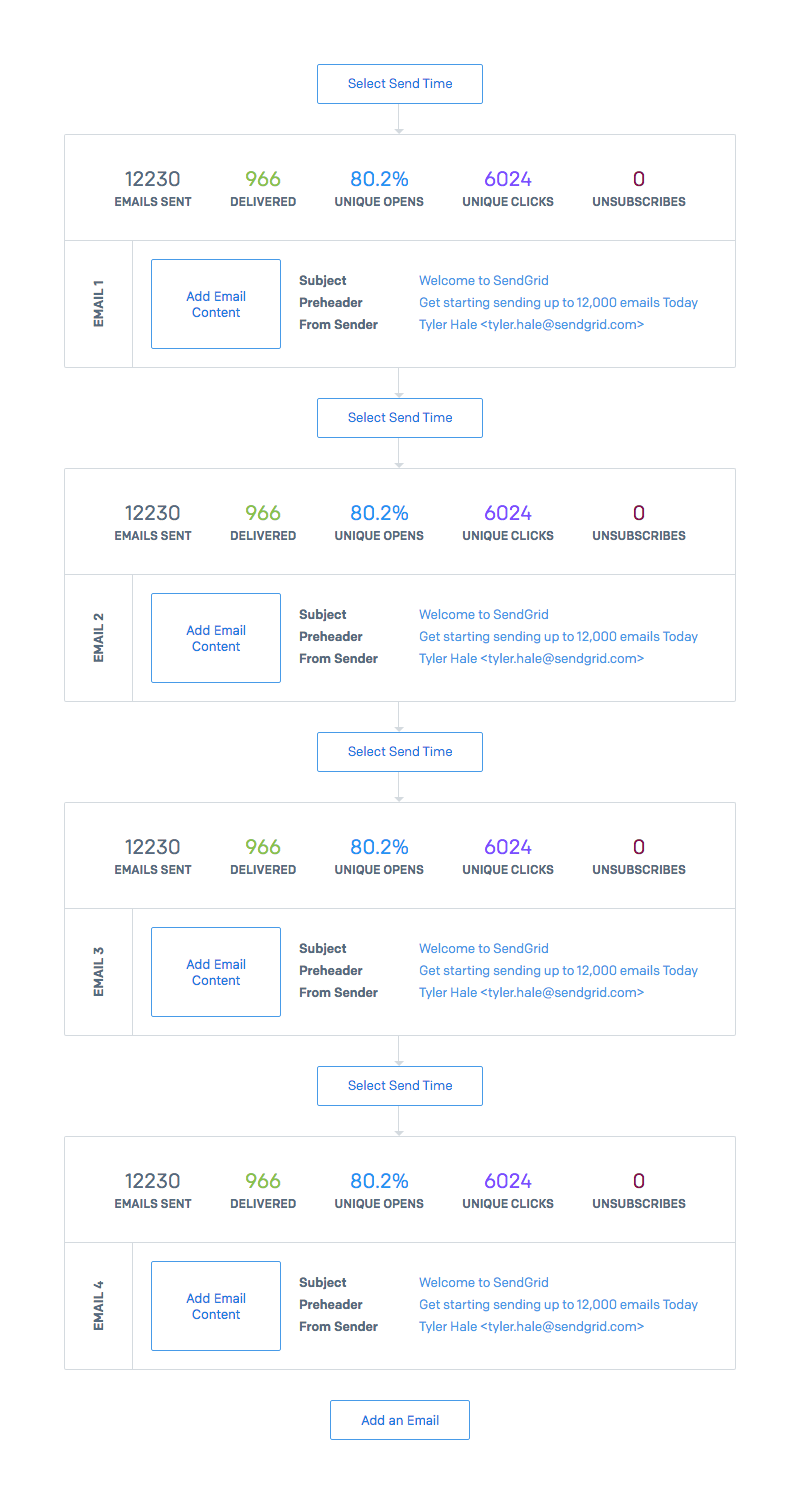 Select Send Time
12230 966 80.2% 6024 0
EMAILS SENT DELIVERED UNIQUE OPENS UNIQUE CLICKS UNSUBSCRIBES
EMAIL 1
Add Email
Content
Subject Welcome to SendGrid
Preheader Get starting sending up to 12,000 emails Today
From Sender Tyler Hale <tyler.hale@sendgrid.com>
Select Send Time
12230 966 80.2% 6024 0
EMAILS SENT DELIVERED UNIQUE OPENS UNIQUE CLICKS UNSUBSCRIBES
EMAIL 2
Add Email
Content
Subject Welcome to SendGrid
Preheader Get starting sending up to 12,000 emails Today
From Sender Tyler Hale <tyler.hale@sendgrid.com>
Select Send Time
12230 966 80.2% 6024 0
EMAILS SENT DELIVERED UNIQUE OPENS UNIQUE CLICKS UNSUBSCRIBES
EMAIL 3
Add Email
Content
Subject Welcome to SendGrid
Preheader Get starting sending up to 12,000 emails Today
From Sender Tyler Hale <tyler.hale@sendgrid.com>
Select Send Time
12230 966 80.2% 6024 0
EMAILS SENT DELIVERED UNIQUE OPENS UNIQUE CLICKS UNSUBSCRIBES
EMAIL 4
Add Email
Content
Subject Welcome to SendGrid
Preheader Get starting sending up to 12,000 emails Today
From Sender Tyler Hale <tyler.hale@sendgrid.com>
Add an Email